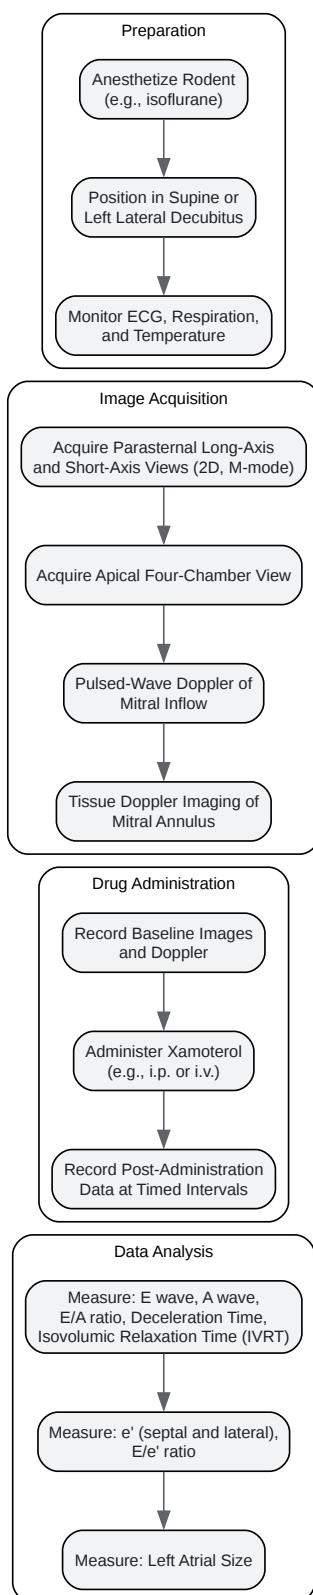 Preparation
Anesthetize Rodent
(e.g., isoflurane)
Position in Supine or
Left Lateral Decubitus
Monitor ECG, Respiration,
and Temperature
Image Acquisition
Acquire Parasternal Long-Axis
and Short-Axis Views (2D, M-mode)
Acquire Apical Four-Chamber View
Pulsed-Wave Doppler of
Mitral Inflow
Tissue Doppler Imaging of
Mitral Annulus
Drug Administration
Record Baseline Images
and Doppler
Administer Xamoterol
(e.g., i.p. or i.v.)
Record Post-Administration
Data at Timed Intervals
Data Analysis
Measure: E wave, A wave,
E/A ratio, Deceleration Time,
Isovolumic Relaxation Time (IVRT)
Measure: e' (septal and lateral),
E/e' ratio
Measure: Left Atrial Size